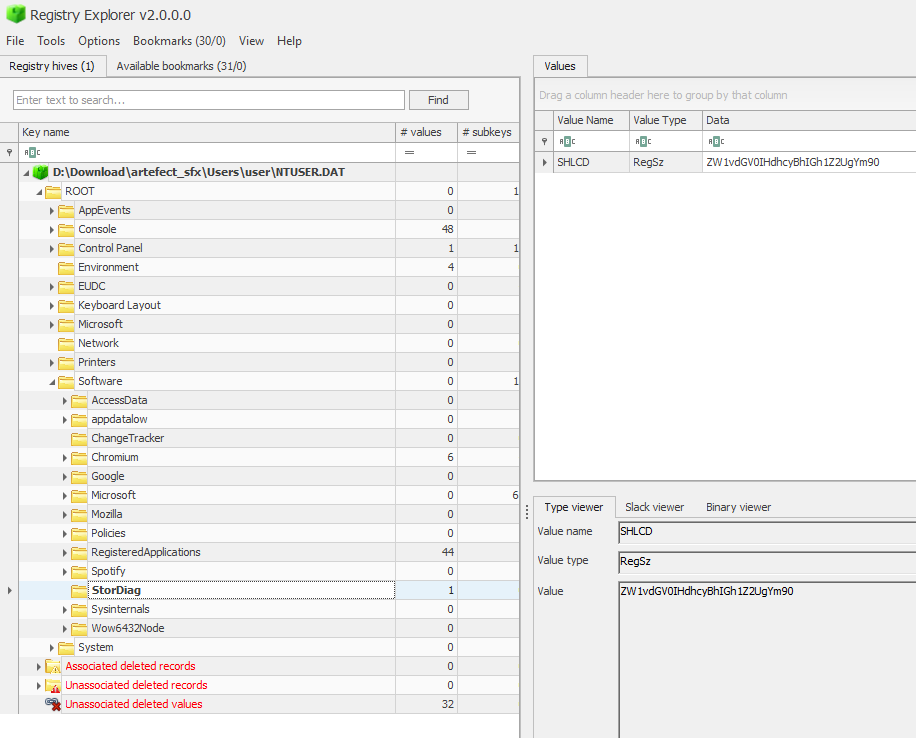 Registry Explorer v2.0.0.0
File Tools Options Bookmarks (30/0) View Help
Registry hives (1) Available bookmarks (31/0)
Enter text to search... Find
Key name # values # subkeys
ABC = =
D:\Download\artefect_sfx\Users\user\NTUSER.DAT
ROOT 0 1
AppEvents 0
Console 48
Control Panel 1 1
Environment 4
EUDC 0
Keyboard Layout 0
Microsoft 0
Network 0
Printers 0
Software 0 1
AccessData 0
appdatalow 0
ChangeTracker 0
Chromium 6
Google 0
Microsoft 0 6
Mozilla 0
Policies 0
RegisteredApplications 44
Spotify 0
StorDiag 1
Sysinternals 0
Wow6432Node 0
System 0
Associated deleted records 0
Unassociated deleted records 0
Unassociated deleted values 32
Values
Drag a column header here to group by that column
Value Name Value Type Data
ABC ABC ABC
SHLCD RegSz ZW1vdGV0IHdhcyBhIGh1Z2UgYm90
Type viewer Slack viewer Binary viewer
Value name SHLCD
Value type RegSz
Value ZW1vdGV0IHdhcyBhIGh1Z2UgYm90